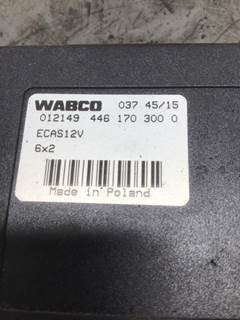 WABCO 037 45/15
012149 446 170 300 0
ECAS12V
6x2
Made in Poland